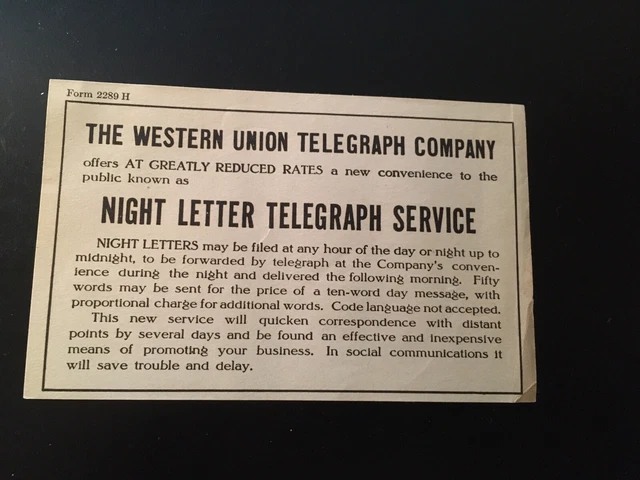 Form 2289 H
THE WESTERN UNION TELEGRAPH COMPANY
offers AT GREATLY REDUCED RATES a new convenience to the
public known as
NIGHT LETTER TELEGRAPH SERVICE
NIGHT LETTERS may be filed at any hour of the day or night up to
midnight, to be forwarded by telegraph at the Company's conven-
ience during the night and delivered the following morning. Fifty
words may be sent for the price of a ten-word day message, with
proportional charge for additional words. Code language not accepted.
This new service will quicken correspondence with distant
points by several days and be found an effective and inexpensive
means of promoting your business. In social communications it
will save trouble and delay.